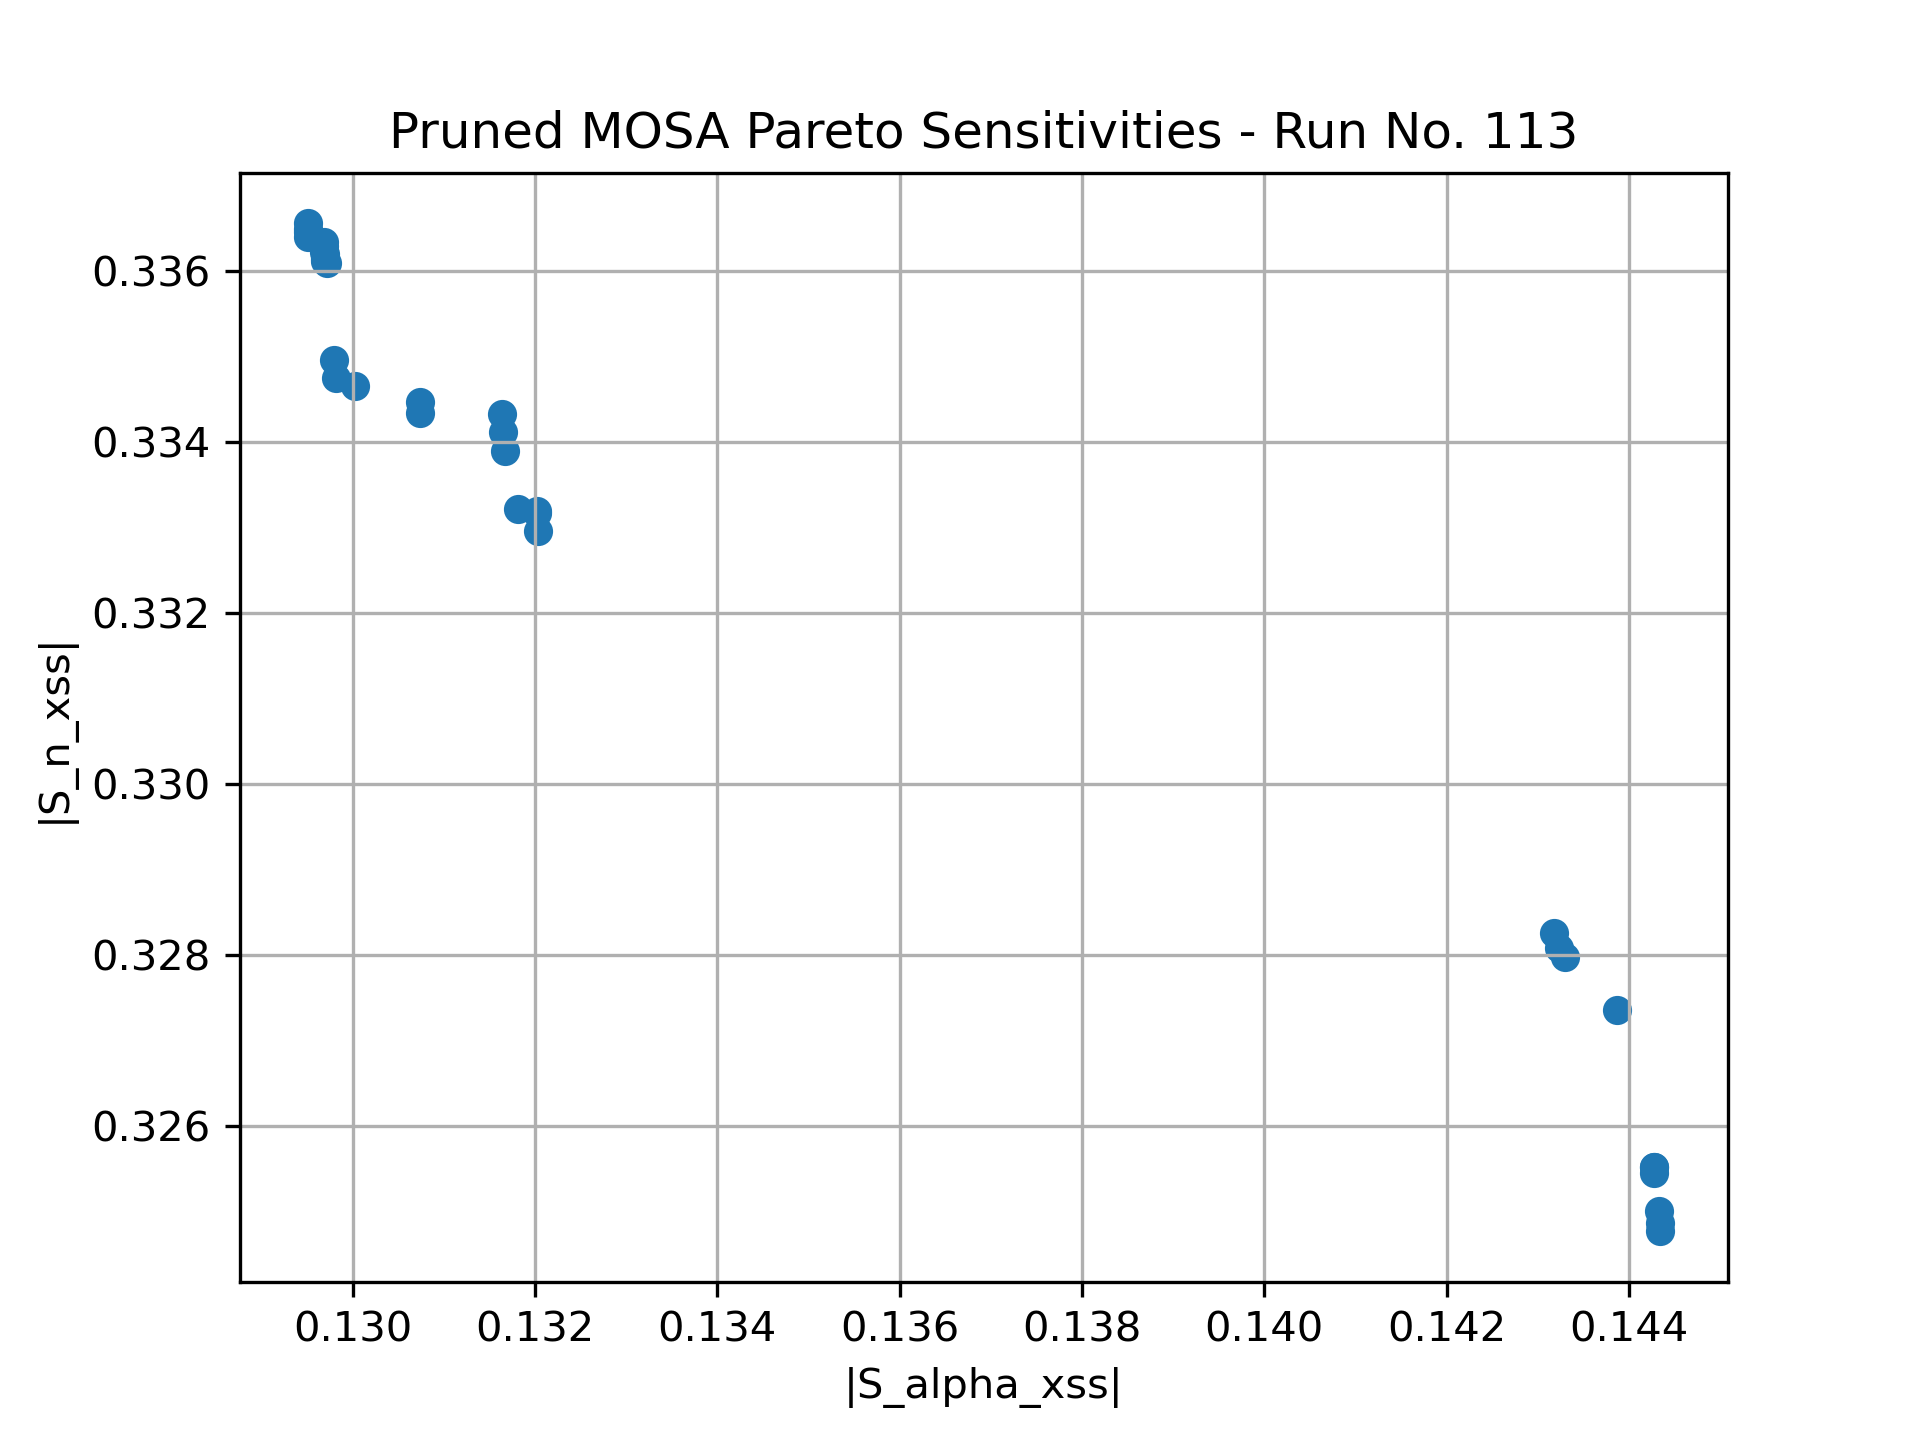 Pruned MOSA Pareto Sensitivities - Run No. 113
|S_n_xss|
0.336
0.334
0.332
0.330
0.328
0.326
0.130 0.132 0.134 0.136 0.138 0.140 0.142 0.144
|S_alpha_xss|